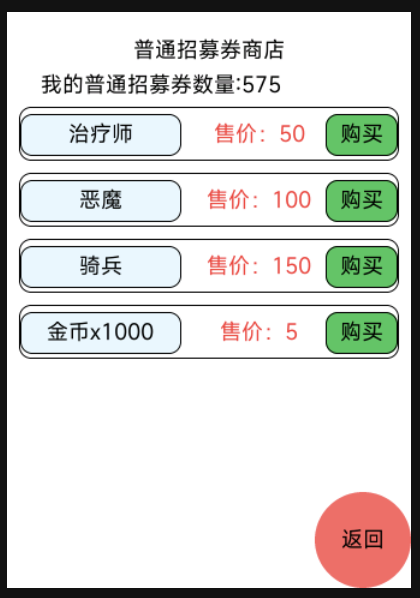 普通招募券商店
我的普通招募券数量:575
治疗师 售价：50 购买
恶魔 售价：100 购买
骑兵 售价：150 购买
金币x1000 售价：5 购买
返回